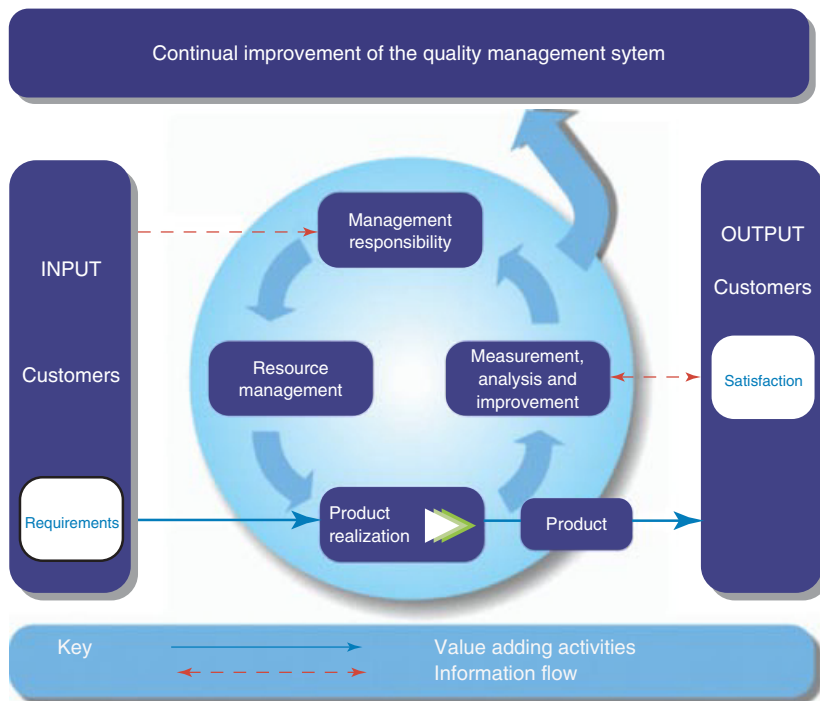 Continual improvement of the quality management sytem
INPUT
Customers
Requirements
Management
responsibility
Resource
management
Measurement,
analysis and
improvement
Product
realization
Product
OUTPUT
Customers
Satisfaction
Key
Value adding activities
Information flow